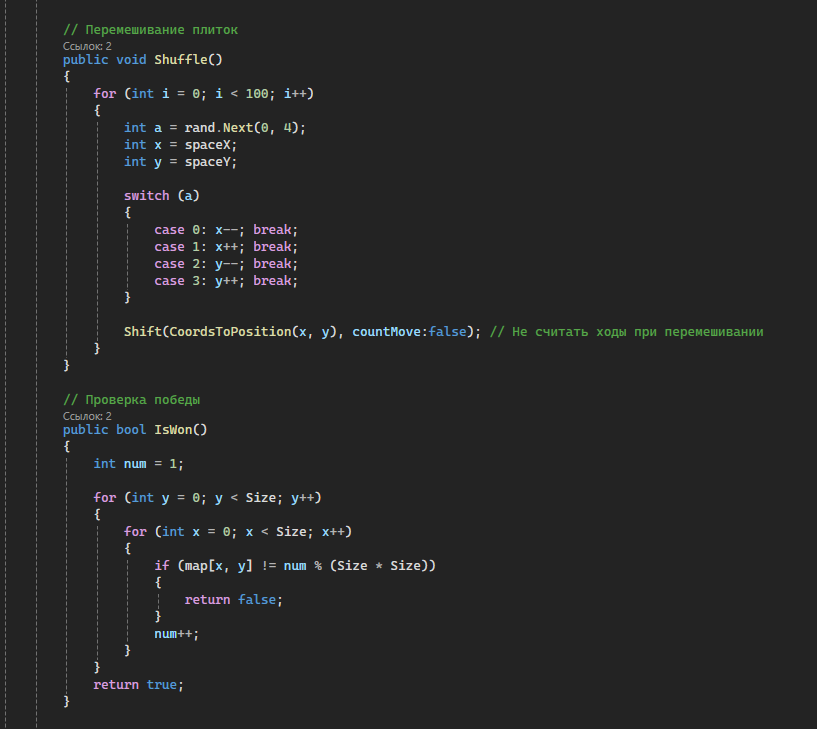 // Перемешивание плиток
Ссылок: 2
public void Shuffle()
{
for (int i = 0; i < 100; i++)
{
int a = rand.Next(0, 4);
int x = spaceX;
int y = spaceY;
switch (a)
{
case 0: x--; break;
case 1: x++; break;
case 2: y--; break;
case 3: y++; break;
}
Shift(CoordsToPosition(x, y), countMove:false); // Не считать ходы при перемешивании
}
}
// Проверка победы
Ссылок: 2
public bool IsWon()
{
int num = 1;
for (int y = 0; y < Size; y++)
{
for (int x = 0; x < Size; x++)
{
if (map[x, y] != num % (Size * Size))
{
return false;
}
num++;
}
}
return true;
}